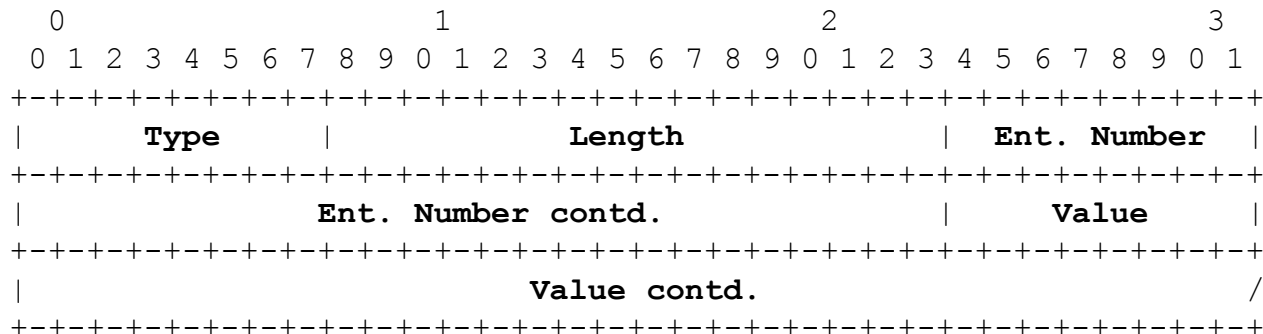 0                   1                   2                   3
0 1 2 3 4 5 6 7 8 9 0 1 2 3 4 5 6 7 8 9 0 1 2 3 4 5 6 7 8 9 0 1
+-+-+-+-+-+-+-+-+-+-+-+-+-+-+-+-+-+-+-+-+-+-+-+-+-+-+-+-+-+-+-+-+
|      Type     |            Length             |  Ent. Number  |
+-+-+-+-+-+-+-+-+-+-+-+-+-+-+-+-+-+-+-+-+-+-+-+-+-+-+-+-+-+-+-+-+
|               Ent. Number contd.              |     Value     |
+-+-+-+-+-+-+-+-+-+-+-+-+-+-+-+-+-+-+-+-+-+-+-+-+-+-+-+-+-+-+-+-+
|                          Value contd.                         /
+-+-+-+-+-+-+-+-+-+-+-+-+-+-+-+-+-+-+-+-+-+-+-+-+-+-+-+-+-+-+-+-+